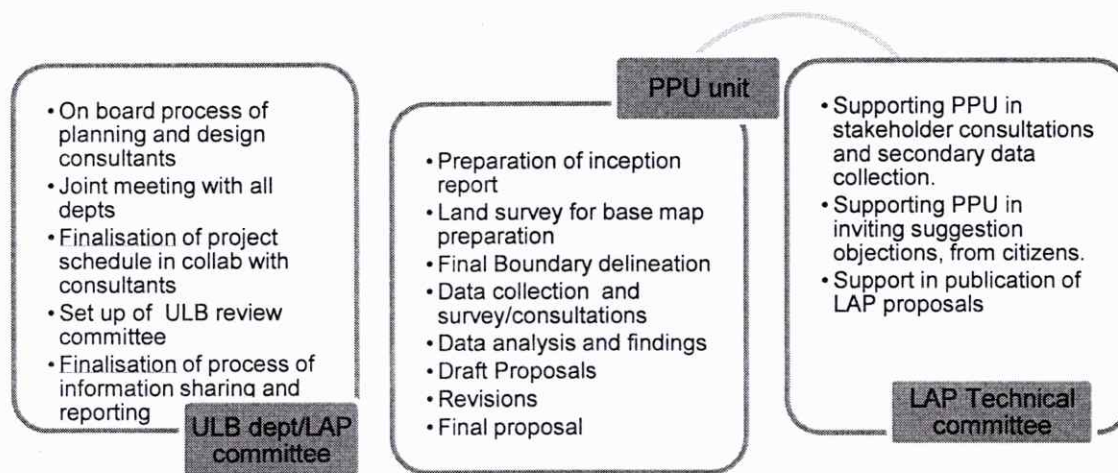 • On board process of
planning and design
consultants
• Joint meeting with all
depts
• Finalisation of project
schedule in collab with
consultants
• Set up of ULB review
committee
• Finalisation of process of
information sharing and
reporting
ULB dept/LAP
committee
PPU unit
• Preparation of inception
report
• Land survey for base map
preparation
• Final Boundary delineation
• Data collection and
survey/consultations
• Data analysis and findings
• Draft Proposals
• Revisions
• Final proposal
• Supporting PPU in
stakeholder consultations
and secondary data
collection.
• Supporting PPU in
inviting suggestion
objections, from citizens.
• Support in publication of
LAP proposals
LAP Technical
committee